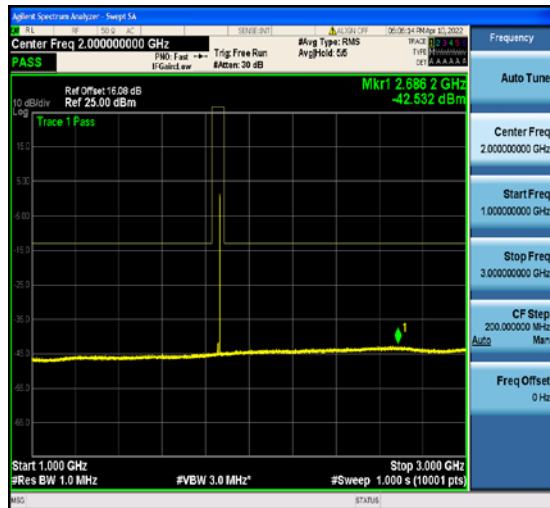 Agilent Spectrum Analyzer - Swept SA
RL RF 50 Ω AC SENSE:INT ALIGN OFF 06:06:34 PM Apr 10, 2022
Center Freq 2.000000000 GHz
PNO: Fast
IFGain:Low
Trig: Free Run
#Atten: 30 dB
#Avg Type: RMS
Avg|Hold: 5/5
TRACE 1 2 3 4 5
TYPE
DET A A A A A A
PASS
Ref Offset 16.08 dB
Ref 25.00 dBm
10 dB/div
Log
Mkr1 2.686 2 GHz
-42.532 dBm
Trace 1 Pass
15.0
5.00
-5.00
-15.0
-25.0
-35.0
-45.0
-55.0
-65.0
1
Start 1.000 GHz
Stop 3.000 GHz
#Res BW 1.0 MHz
#VBW 3.0 MHz*
#Sweep 1.000 s (10001 pts)
MSG
STATUS
Frequency
Auto Tune
Center Freq
2.000000000 GHz
Start Freq
1.000000000 GHz
Stop Freq
3.000000000 GHz
CF Step
200.000000 MHz
Auto Man
Freq Offset
0 Hz